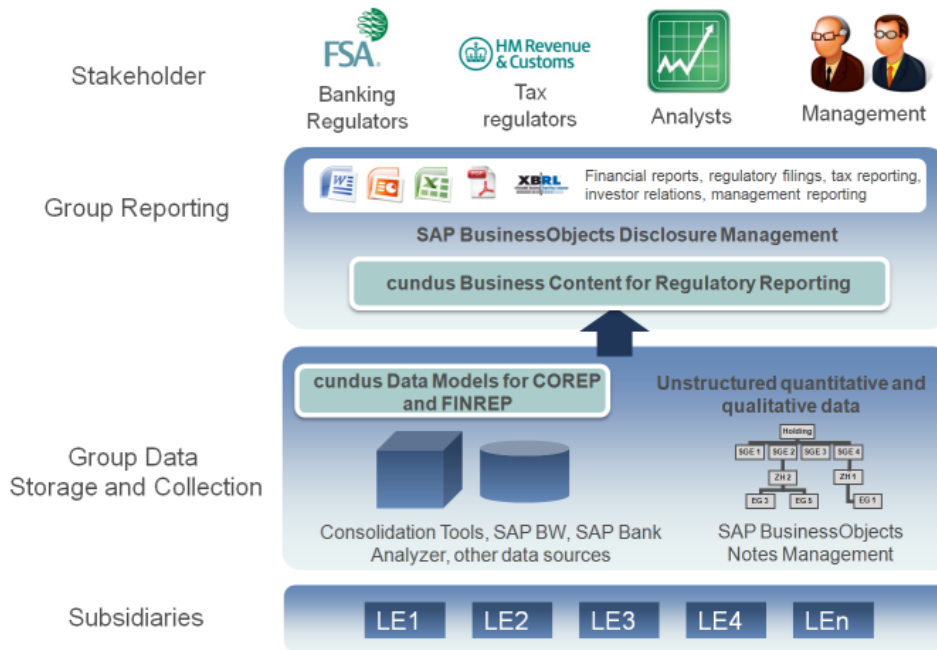 Stakeholder
FSA
Banking
Regulators
HM Revenue
& Customs
Tax
regulators
Analysts
Management
Group Reporting
XBRL
Financial reports, regulatory filings, tax reporting,
investor relations, management reporting
SAP BusinessObjects Disclosure Management
cundus Business Content for Regulatory Reporting
Group Data
Storage and Collection
cundus Data Models for COREP
and FINREP
Consolidation Tools, SAP BW, SAP Bank
Analyzer, other data sources
Unstructured quantitative and
qualitative data
Holding
SGE 1 SGE 2 SGE 3 SGE 4
ZH 2 ZH 1
EG 3 EG 5 EG 1
SAP BusinessObjects
Notes Management
Subsidiaries
LE1 LE2 LE3 LE4 LEn